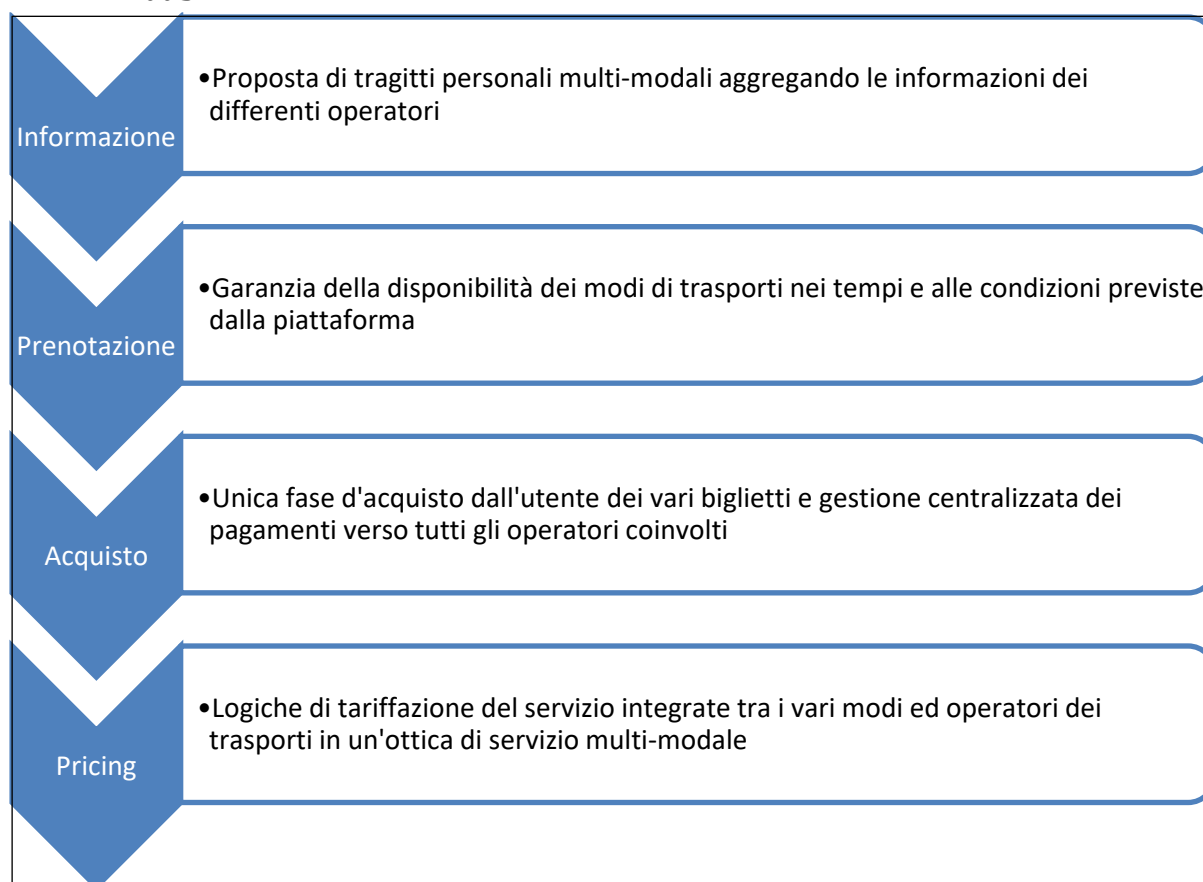 Informazione
•Proposta di tragitti personali multi-modali aggregando le informazioni dei
differenti operatori
Prenotazione
•Garanzia della disponibilità dei modi di trasporti nei tempi e alle condizioni previste
dalla piattaforma
Acquisto
•Unica fase d'acquisto dall'utente dei vari biglietti e gestione centralizzata dei
pagamenti verso tutti gli operatori coinvolti
Pricing
•Logiche di tariffazione del servizio integrate tra i vari modi ed operatori dei
trasporti in un'ottica di servizio multi-modale